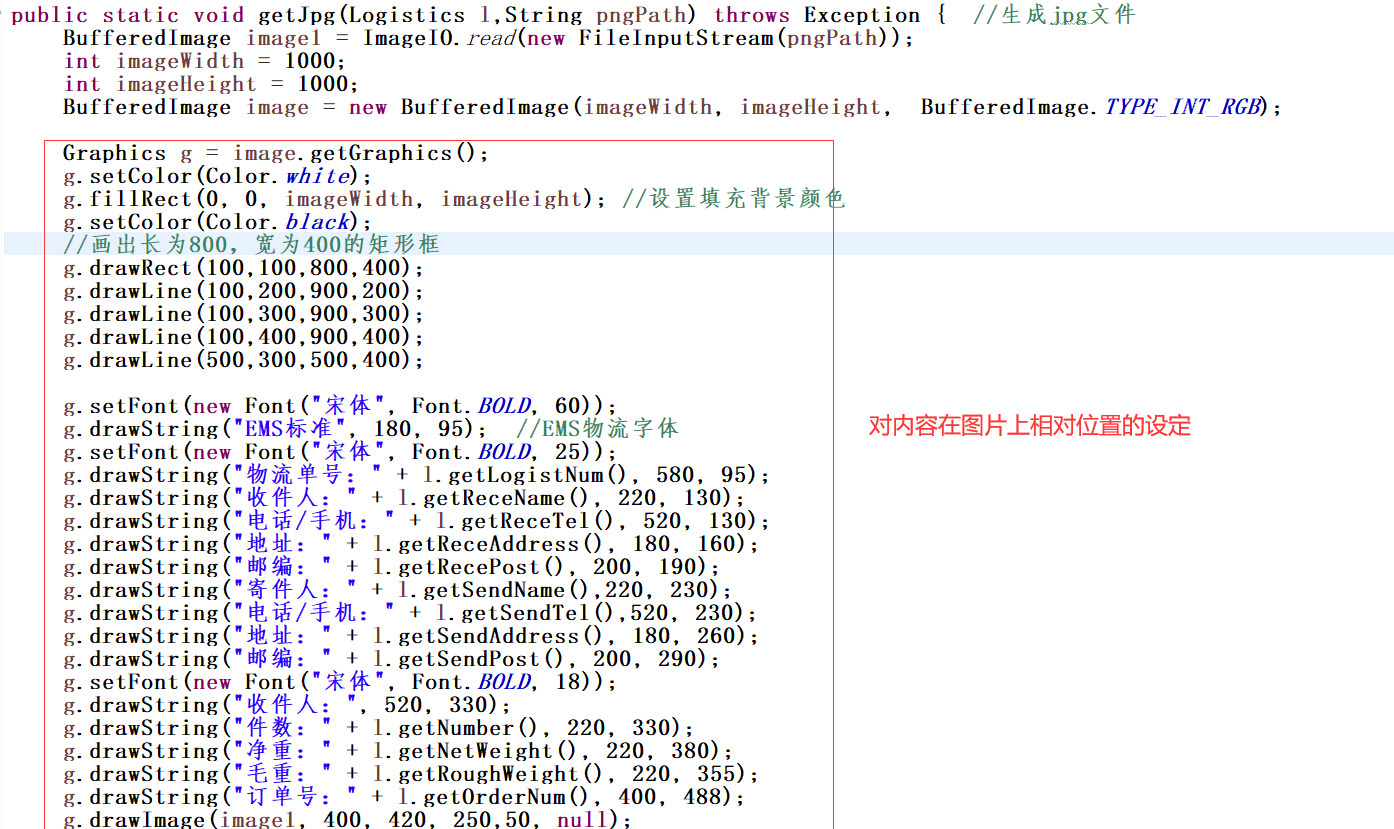 public static void getJpg(Logistics l,String pngPath) throws Exception {  //生成jpg文件
    BufferedImage image1 = ImageIO.read(new FileInputStream(pngPath));
    int imageWidth = 1000;
    int imageHeight = 1000;
    BufferedImage image = new BufferedImage(imageWidth, imageHeight,  BufferedImage.TYPE_INT_RGB);
    Graphics g = image.getGraphics();
    g.setColor(Color.white);
    g.fillRect(0, 0, imageWidth, imageHeight); //设置填充背景颜色
    g.setColor(Color.black);
    //画出长为800，宽为400的矩形框
    g.drawRect(100,100,800,400);
    g.drawLine(100,200,900,200);
    g.drawLine(100,300,900,300);
    g.drawLine(100,400,900,400);
    g.drawLine(500,300,500,400);
    g.setFont(new Font("宋体", Font.BOLD, 60));
    g.drawString("EMS标准", 180, 95);  //EMS物流字体
    g.setFont(new Font("宋体", Font.BOLD, 25));
    g.drawString("物流单号：" + l.getLogistNum(), 580, 95);
    g.drawString("收件人：" + l.getReceName(), 220, 130);
    g.drawString("电话/手机：" + l.getReceTel(), 520, 130);
    g.drawString("地址：" + l.getReceAddress(), 180, 160);
    g.drawString("邮编：" + l.getRecePost(), 200, 190);
    g.drawString("寄件人：" + l.getSendName(),220, 230);
    g.drawString("电话/手机：" + l.getSendTel(),520, 230);
    g.drawString("地址：" + l.getSendAddress(), 180, 260);
    g.drawString("邮编：" + l.getSendPost(), 200, 290);
    g.setFont(new Font("宋体", Font.BOLD, 18));
    g.drawString("收件人：", 520, 330);
    g.drawString("件数：" + l.getNumber(), 220, 330);
    g.drawString("净重：" + l.getNetWeight(), 220, 380);
    g.drawString("毛重：" + l.getRoughWeight(), 220, 355);
    g.drawString("订单号：" + l.getOrderNum(), 400, 488);
    g.drawImage(image1, 400, 420, 250,50, null);
对内容在图片上相对位置的设定